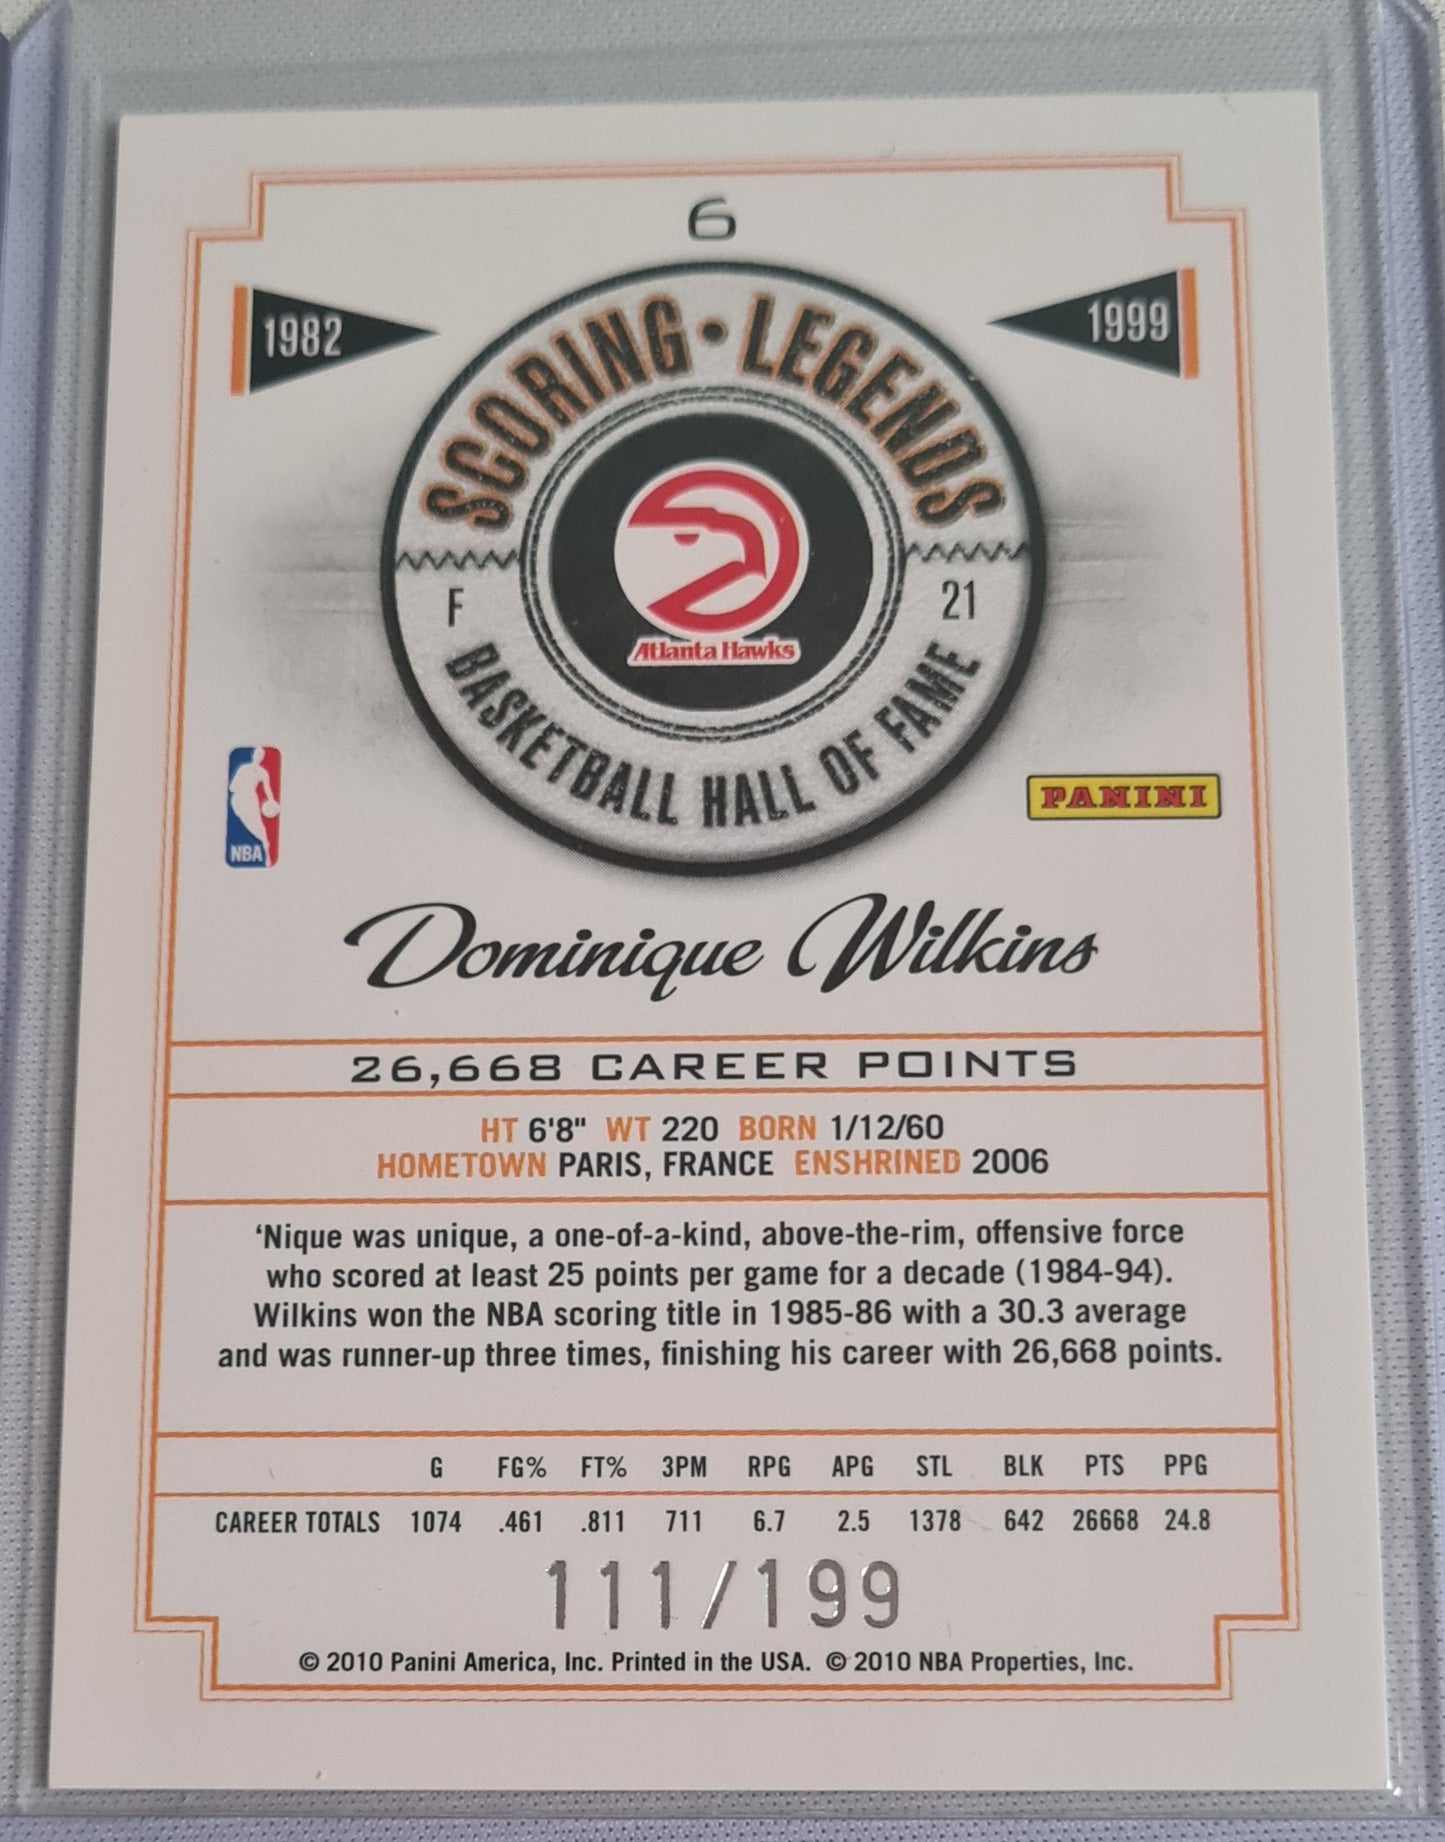 6
1982
1999
SCORING • LEGENDS
F
21
Atlanta Hawks
BASKETBALL HALL OF FAME
NBA
PANINI
Dominique Wilkins
26,668 CAREER POINTS
HT 6'8" WT 220 BORN 1/12/60
HOMETOWN PARIS, FRANCE ENSHRINED 2006
‘Nique was unique, a one-of-a-kind, above-the-rim, offensive force
who scored at least 25 points per game for a decade (1984-94).
Wilkins won the NBA scoring title in 1985-86 with a 30.3 average
and was runner-up three times, finishing his career with 26,668 points.
G FG% FT% 3PM RPG APG STL BLK PTS PPG
CAREER TOTALS 1074 .461 .811 711 6.7 2.5 1378 642 26668 24.8
111/199
© 2010 Panini America, Inc. Printed in the USA. © 2010 NBA Properties, Inc.